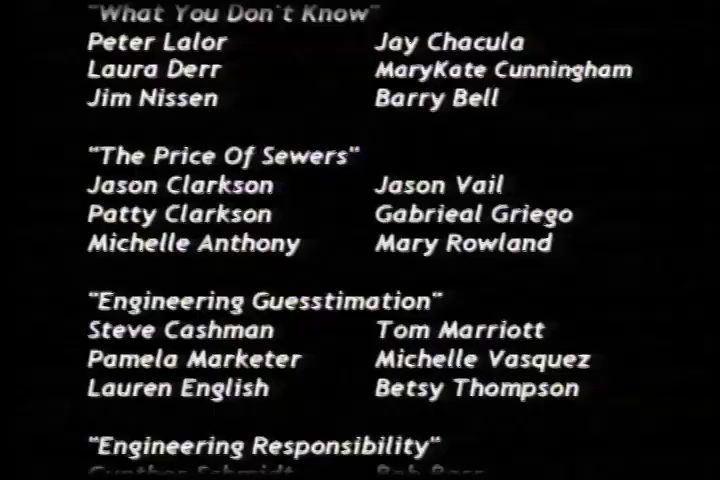 "What You Don't Know"
Peter Lalor Jay Chacula
Laura Derr MaryKate Cunningham
Jim Nissen Barry Bell
"The Price Of Sewers"
Jason Clarkson Jason Vail
Patty Clarkson Gabrieal Griego
Michelle Anthony Mary Rowland
"Engineering Guesstimation"
Steve Cashman Tom Marriott
Pamela Marketer Michelle Vasquez
Lauren English Betsy Thompson
"Engineering Responsibility"